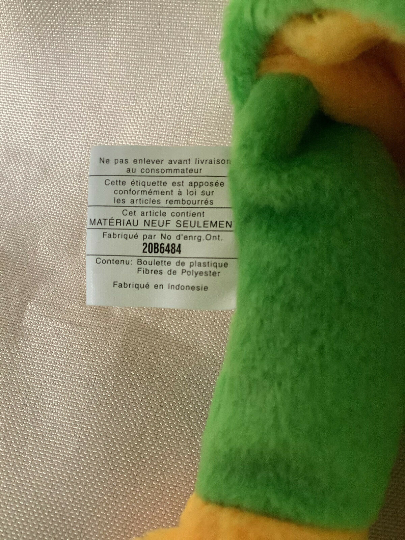 Ne pas enlever avant livraison
au consommateur
Cette étiquette est apposée
conformément à loi sur
les articles rembourrés
Cet article contient
MATÉRIAU NEUF SEULEMEN
Fabriqué par No d'enrg.Ont.
20B6484
Contenu: Boulette de plastique
Fibres de Polyester
Fabriqué en Indonesie